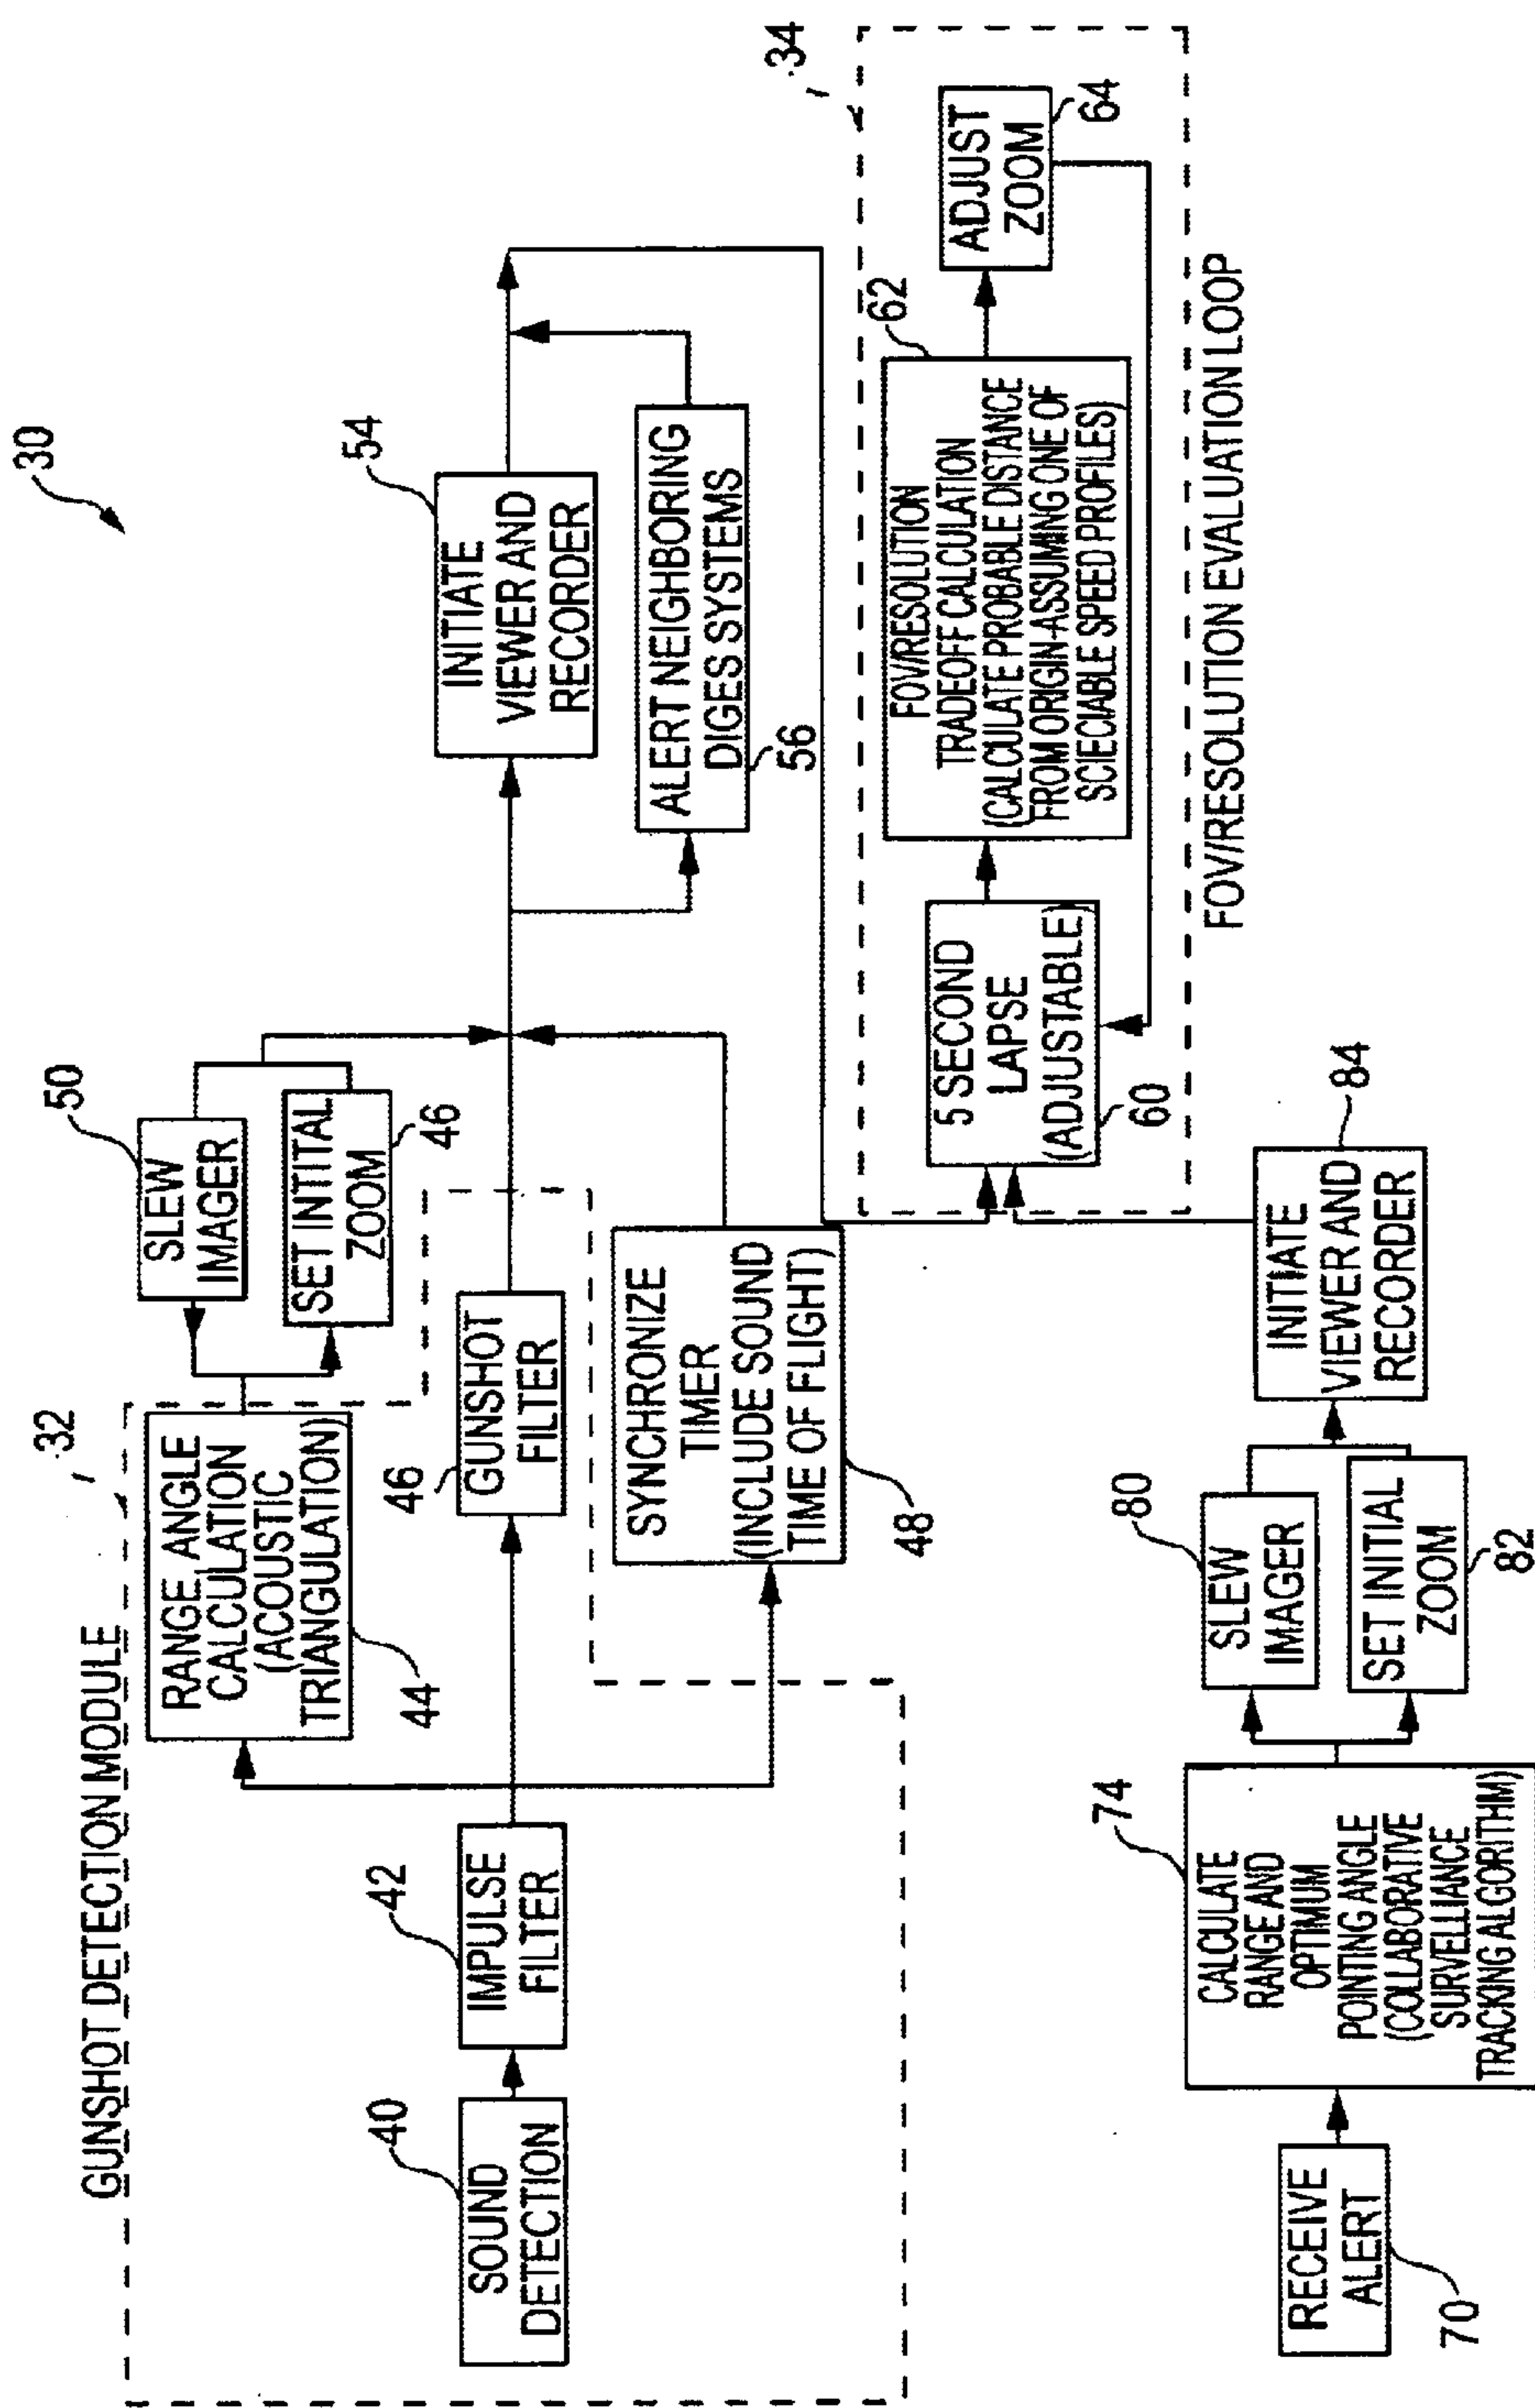 30
GUNSHOT DETECTION MODULE
32
SOUND
DETECTION
40
IMPULSE
FILTER
42
RANGE, ANGLE
CALCULATION
(ACOUSTIC
TRIANGULATION)
44
GUNSHOT
FILTER
46
SYNCHRONIZE
TIMER
(INCLUDE SOUND
TIME OF FLIGHT)
48
SLEW
IMAGER
50
SET INTITAL
ZOOM
46
INITIATE
VIEWER AND
RECORDER
54
ALERT NEIGHBORING
DIGES SYSTEMS
56
34
5 SECOND
LAPSE
(ADJUSTABLE)
60
FOV/RESOLUTION
TRADEOFF CALCULATION
(CALCULATE PROBABLE DISTANCE
FROM ORIGIN-ASSUMING ONE OF
SCIECIABLE SPEED PROFILES)
62
ADJUST
ZOOM
64
FOV/RESOLUTION EVALUATION LOOP
RECEIVE
ALERT
70
CALCULATE
RANGE AND
OPTIMUM
POINTING ANGLE
(COLLABORATIVE
SURVELLIANCE
TRACKING ALGORITHM)
74
SLEW
IMAGER
80
SET INITIAL
ZOOM
82
INITIATE
VIEWER AND
RECORDER
84